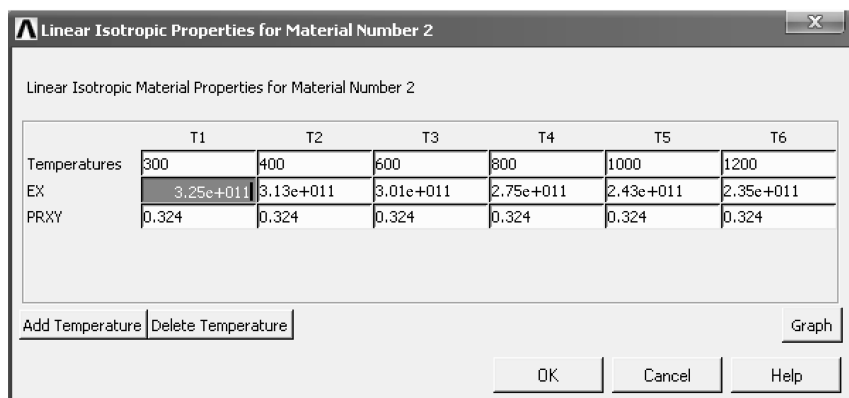 Linear Isotropic Properties for Material Number 2
Linear Isotropic Material Properties for Material Number 2
T1 T2 T3 T4 T5 T6
Temperatures 300 400 600 800 1000 1200
EX 3.25e+011 3.13e+011 3.01e+011 2.75e+011 2.43e+011 2.35e+011
PRXY 0.324 0.324 0.324 0.324 0.324 0.324
Add Temperature Delete Temperature Graph
OK Cancel Help